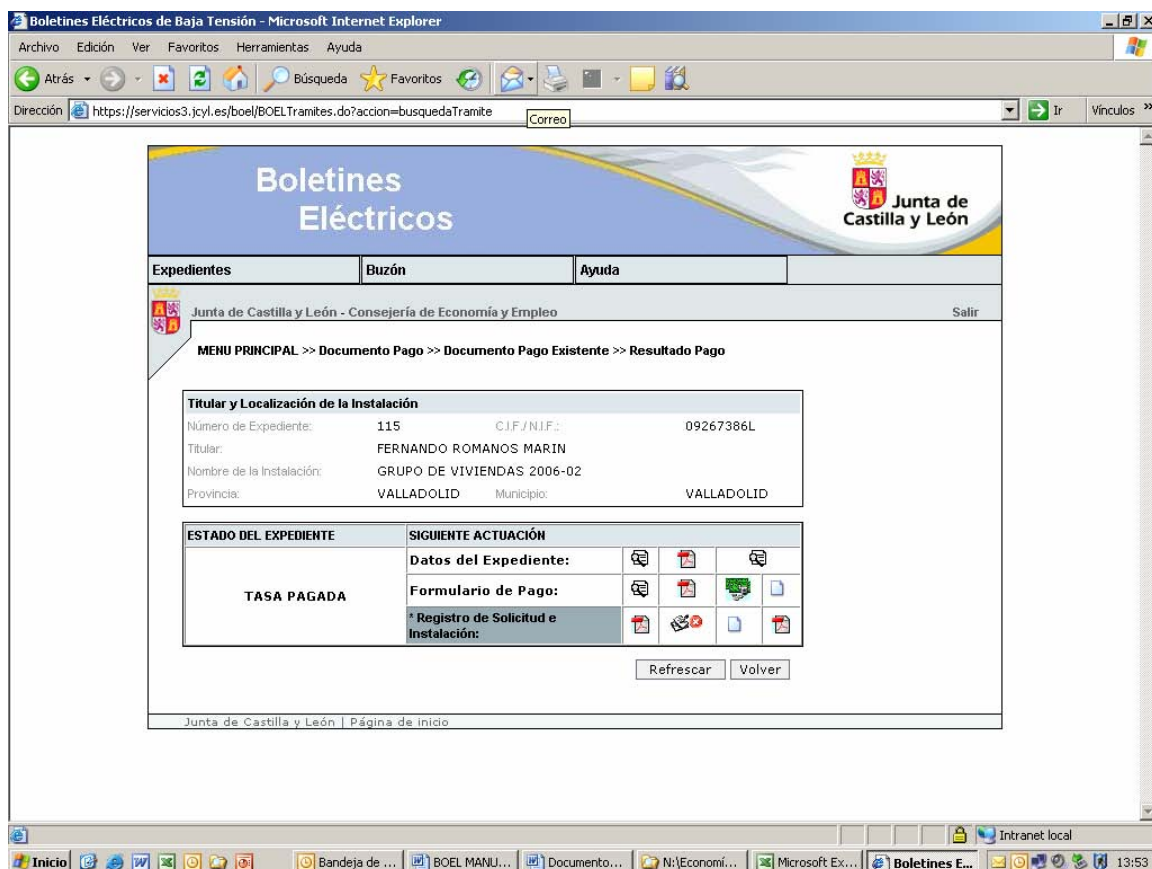 Boletines Eléctricos de Baja Tensión - Microsoft Internet Explorer
Archivo Edición Ver Favoritos Herramientas Ayuda
Atrás Búsqueda Favoritos
Dirección https://servicios3.jcyl.es/boel/BOELTramites.do?accion=busquedaTramite Ir Vínculos »
Correo
Boletines
Eléctricos
Junta de
Castilla y León
Expedientes Buzón Ayuda
Junta de Castilla y León - Consejería de Economía y Empleo Salir
MENU PRINCIPAL >> Documento Pago >> Documento Pago Existente >> Resultado Pago
Titular y Localización de la Instalación
Número de Expediente: 115 C.I.F./N.I.F.: 09267386L
Titular: FERNANDO ROMANOS MARIN
Nombre de la Instalación: GRUPO DE VIVIENDAS 2006-02
Provincia: VALLADOLID Municipio: VALLADOLID
ESTADO DEL EXPEDIENTE SIGUIENTE ACTUACIÓN
Datos del Expediente:
TASA PAGADA Formulario de Pago:
* Registro de Solicitud e
Instalación:
Refrescar Volver
Junta de Castilla y León | Página de inicio
Intranet local
Inicio Bandeja de ... BOEL MANU... Documento... N:\Economí... Microsoft Ex... Boletines E... 13:53